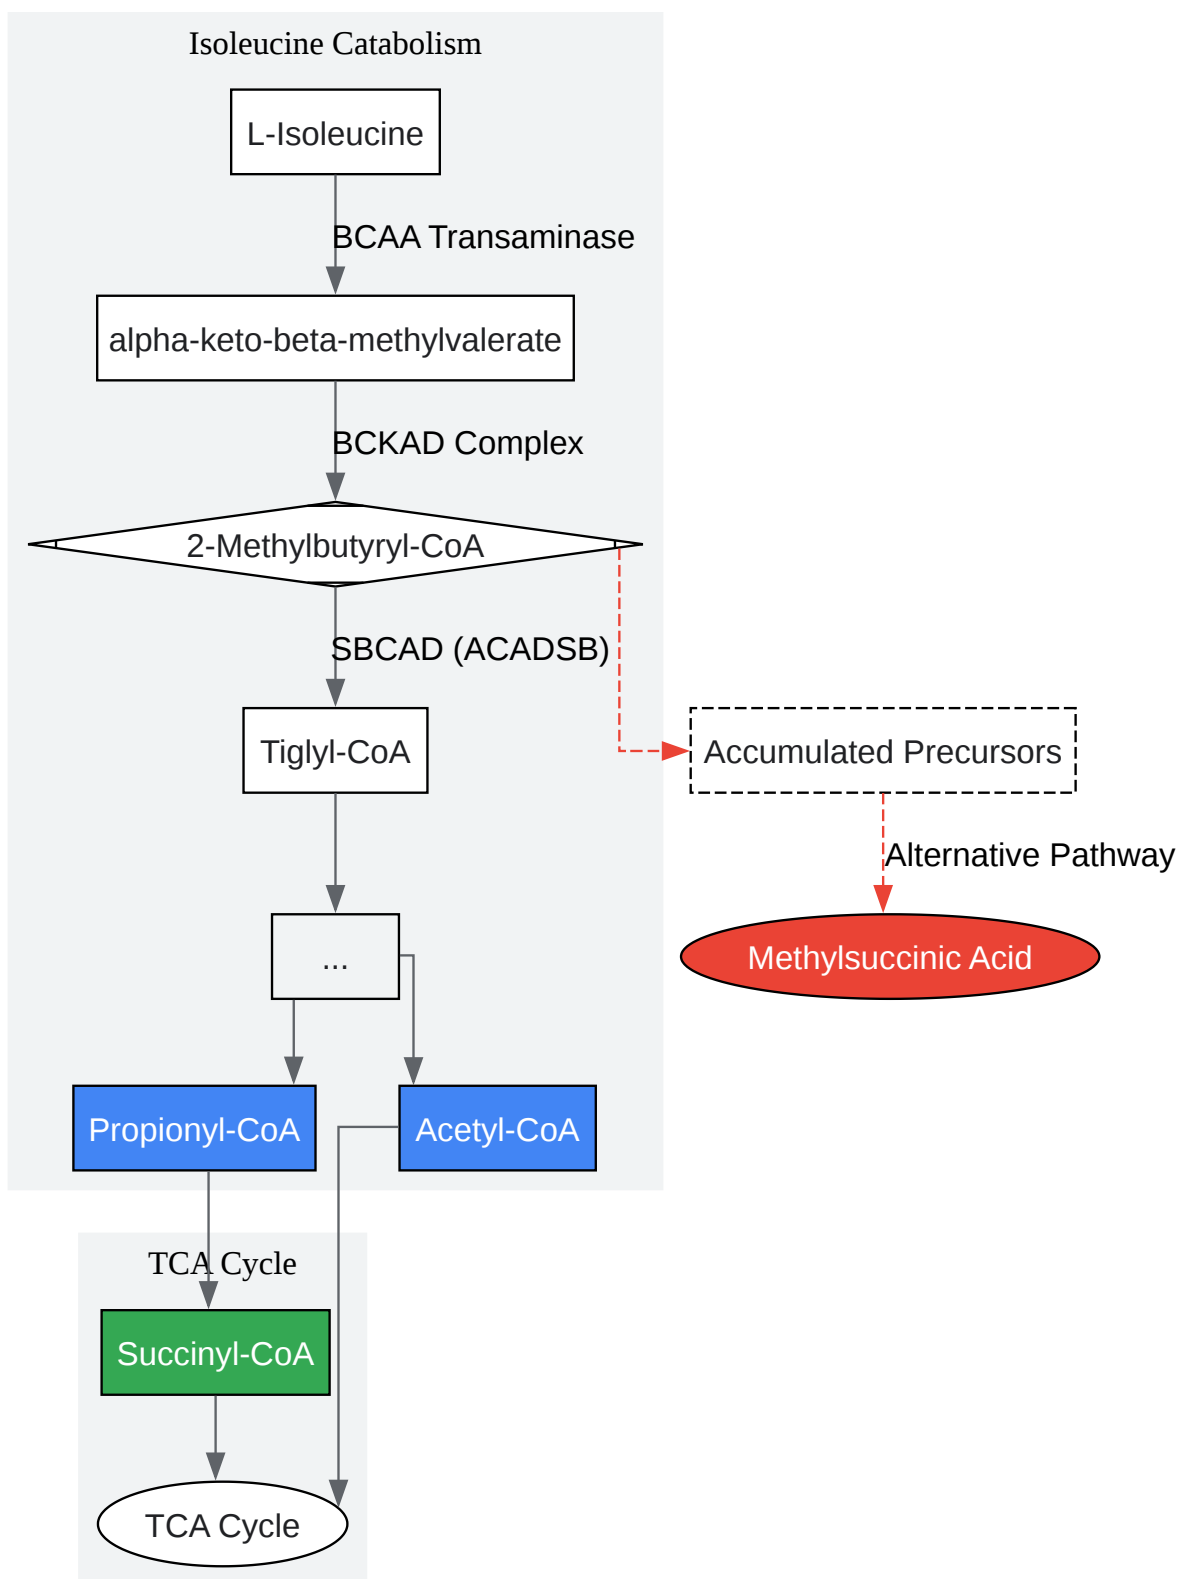 Isoleucine Catabolism
L-Isoleucine
BCAA Transaminase
alpha-keto-beta-methylvalerate
BCKAD Complex
2-Methylbutyryl-CoA
SBCAD (ACADSB)
Tiglyl-CoA
Accumulated Precursors
Alternative Pathway
...
Methylsuccinic Acid
Propionyl-CoA
Acetyl-CoA
TCA Cycle
Succinyl-CoA
TCA Cycle